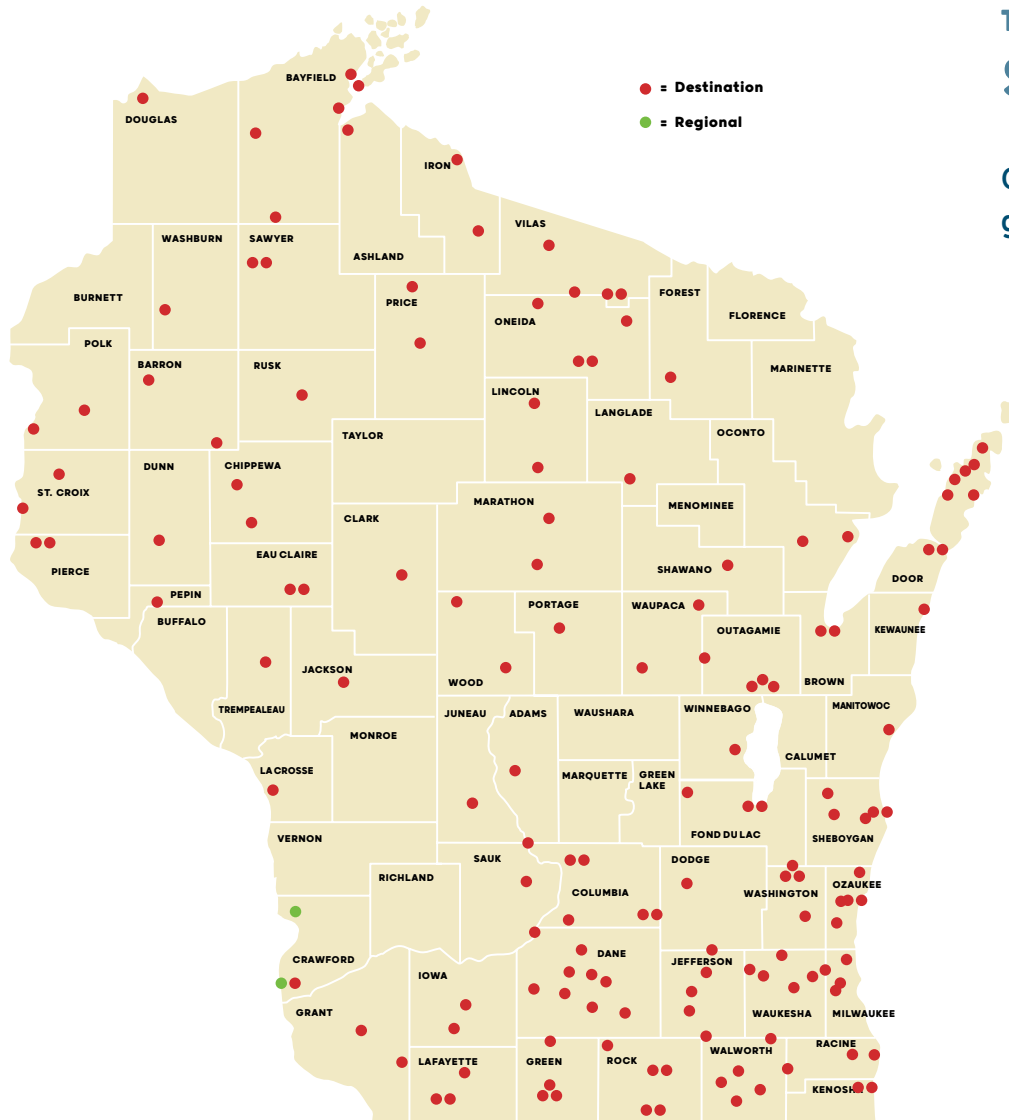 T
BAYFIELD
= Destination
DOUGLAS
= Regional
IRON
g
VILAS
WASHBURN
SAWYER
ASHLAND
BURNETT
PRICE
FOREST
ONEIDA
FLORENCE
POLK
BARRON
RUSK
MARINETTE
LINCOLN
LANGLADE
TAYLOR
OCONTO
DUNN
CHIPPEWA
ST. CROIX
MARATHON
MENOMINEE
CLARK
EAU CLAIRE
PIERCE
SHAWANO
DOOR
PEPIN
PORTAGE
WAUPACA
BUFFALO
OUTAGAMIE
KEWAUNEE
JACKSON
WOOD
BROWN
TREMPEALEAU
JUNEAU
ADAMS
WAUSHARA
WINNEBAGO
MANITOWOC
MONROE
CALUMET
LA CROSSE
MARQUETTE
GREEN
LAKE
FOND DU LAC
SHEBOYGAN
VERNON
SAUK
DODGE
RICHLAND
COLUMBIA
WASHINGTON
OZAUKEE
CRAWFORD
DANE
JEFFERSON
IOWA
GRANT
WAUKESHA
MILWAUKEE
RACINE
LAFAYETTE
GREEN
ROCK
WALWORTH
KENOSHA